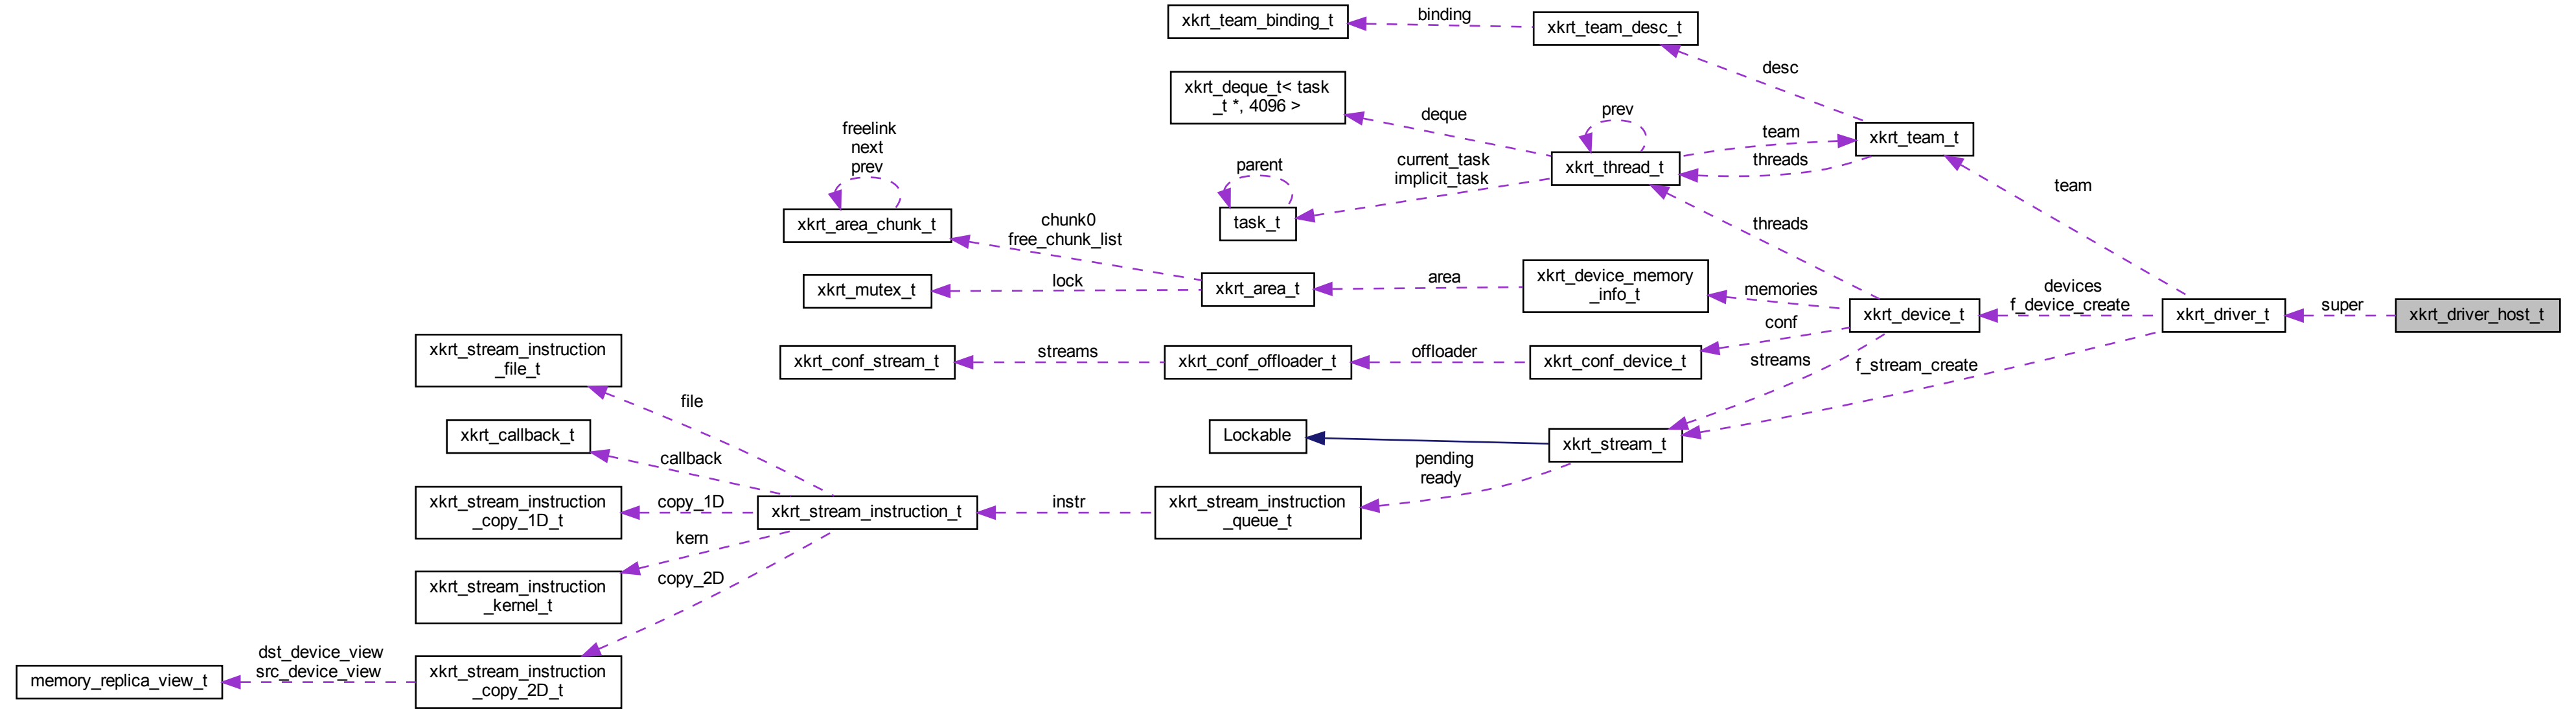 xkrt_team_binding_t
binding
xkrt_team_desc_t
desc
xkrt_deque_t< task
_t *, 4096 >
deque
prev
team
threads
xkrt_team_t
xkrt_thread_t
current_task
implicit_task
parent
task_t
team
threads
freelink
next
prev
xkrt_area_chunk_t
chunk0
free_chunk_list
lock
xkrt_mutex_t
xkrt_area_t
area
xkrt_device_memory
_info_t
memories
devices
f_device_create
super
xkrt_device_t
xkrt_driver_t
xkrt_driver_host_t
conf
xkrt_conf_stream_t
streams
xkrt_conf_offloader_t
offloader
xkrt_conf_device_t
streams
f_stream_create
xkrt_stream_instruction
_file_t
file
xkrt_callback_t
callback
Lockable
xkrt_stream_t
pending
ready
xkrt_stream_instruction
_copy_1D_t
copy_1D
xkrt_stream_instruction_t
instr
xkrt_stream_instruction
_queue_t
kern
xkrt_stream_instruction
_kernel_t
copy_2D
dst_device_view
src_device_view
memory_replica_view_t
xkrt_stream_instruction
_copy_2D_t